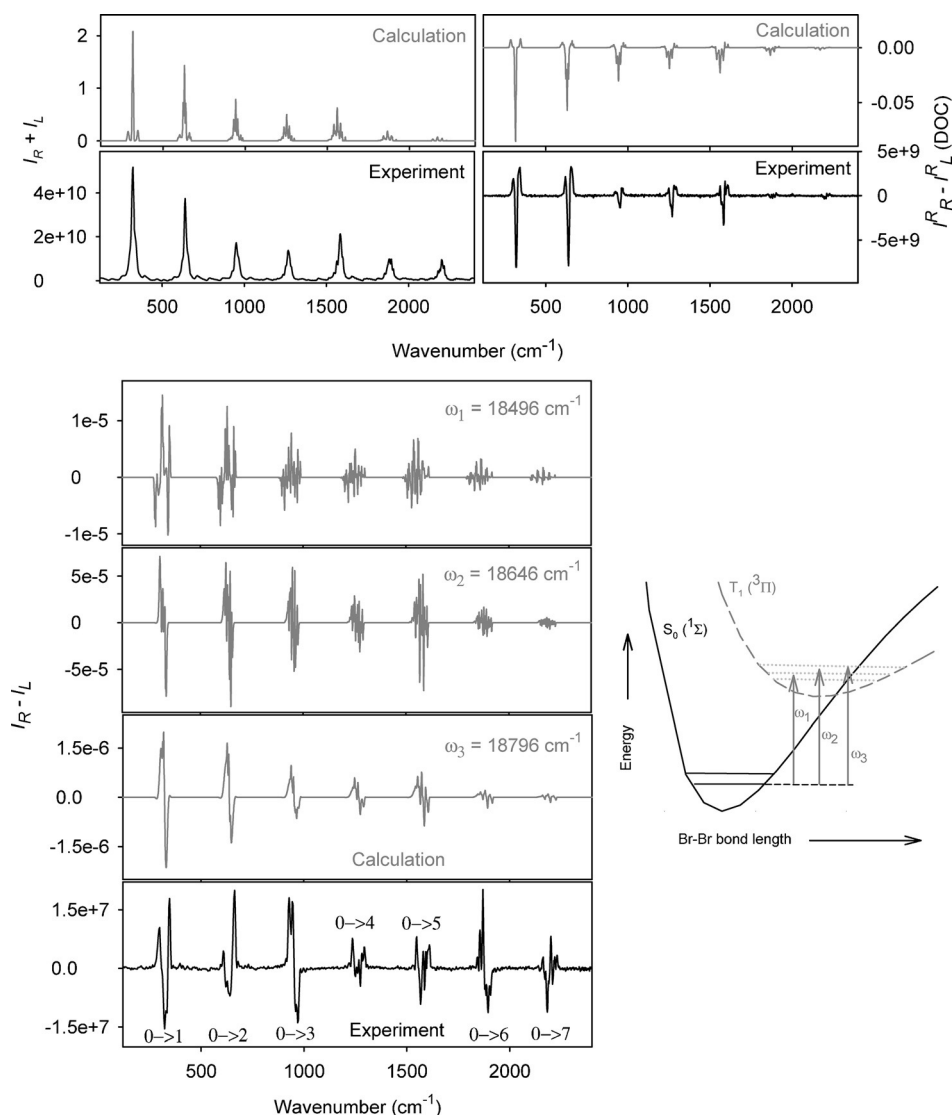 Calculation
2
1
0
I_R + I_L
Experiment
4e+10
2e+10
0
500 1000 1500 2000
Calculation
0.00
-0.05
I^R_R - I^R_L (DOC)
Experiment
5e+9
0
-5e+9
500 1000 1500 2000
Wavenumber (cm⁻¹)
ω₁ = 18496 cm⁻¹
1e-5
0
-1e-5
ω₂ = 18646 cm⁻¹
5e-5
0
-5e-5
I_R - I_L
ω₃ = 18796 cm⁻¹
1.5e-6
0.0
-1.5e-6
Calculation
1.5e+7
0.0
-1.5e+7
0–>4 0–>5
0–>1 0–>2 0–>3 Experiment 0–>6 0–>7
500 1000 1500 2000
Wavenumber (cm⁻¹)
T₁ (³Π)
S₀ (¹Σ)
Energy
ω₁
ω₂
ω₃
Br-Br bond length